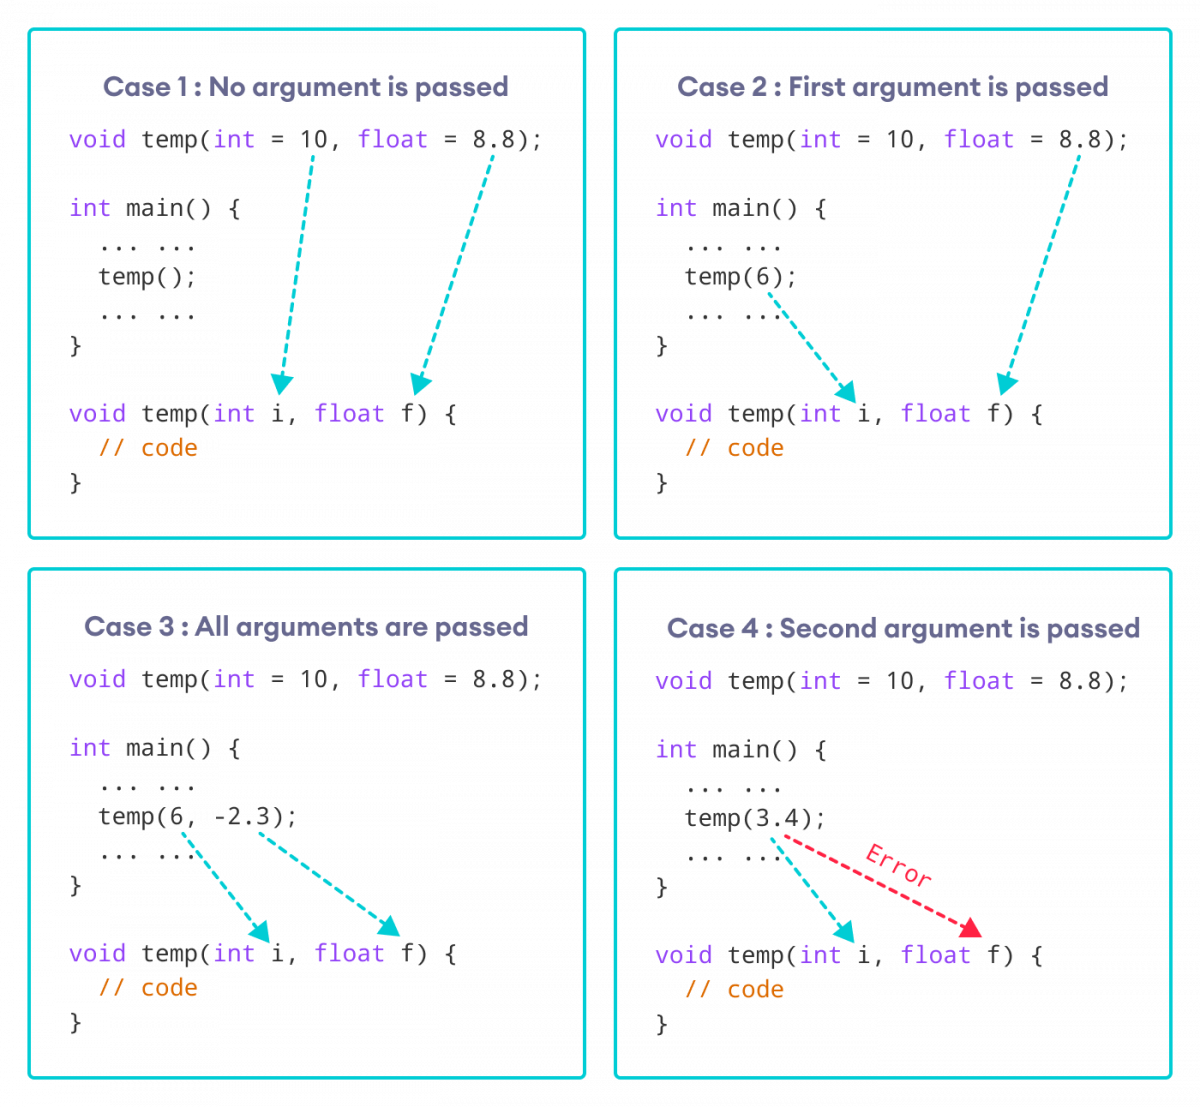 Case 1 : No argument is passed
void temp(int = 10, float = 8.8);
int main() {
... ...
temp();
... ...
}
void temp(int i, float f) {
// code
}
Case 2 : First argument is passed
void temp(int = 10, float = 8.8);
int main() {
... ...
temp(6);
... ...
}
void temp(int i, float f) {
// code
}
Case 3 : All arguments are passed
void temp(int = 10, float = 8.8);
int main() {
... ...
temp(6, -2.3);
... ...
}
void temp(int i, float f) {
// code
}
Case 4 : Second argument is passed
void temp(int = 10, float = 8.8);
int main() {
... ...
temp(3.4);
... ...
Error
}
void temp(int i, float f) {
// code
}